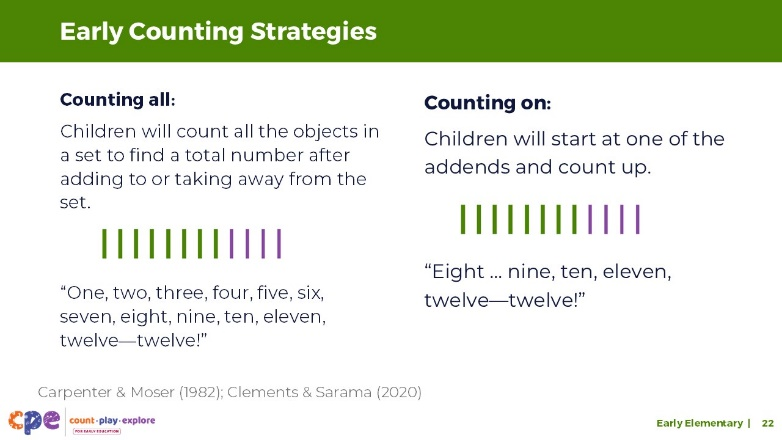 Early Counting Strategies
Counting all:
Children will count all the objects in
a set to find a total number after
adding to or taking away from the
set.
“One, two, three, four, five, six,
seven, eight, nine, ten, eleven,
twelve—twelve!”
Counting on:
Children will start at one of the
addends and count up.
“Eight … nine, ten, eleven,
twelve—twelve!”
Carpenter & Moser (1982); Clements & Sarama (2020)
cpe
count·play·explore
FOR EARLY EDUCATION
Early Elementary | 22